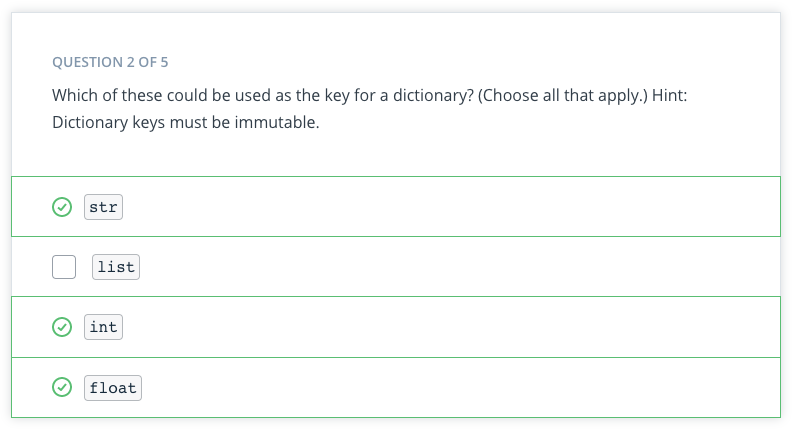 QUESTION 2 OF 5
Which of these could be used as the key for a dictionary? (Choose all that apply.) Hint:
Dictionary keys must be immutable.
str
list
int
float